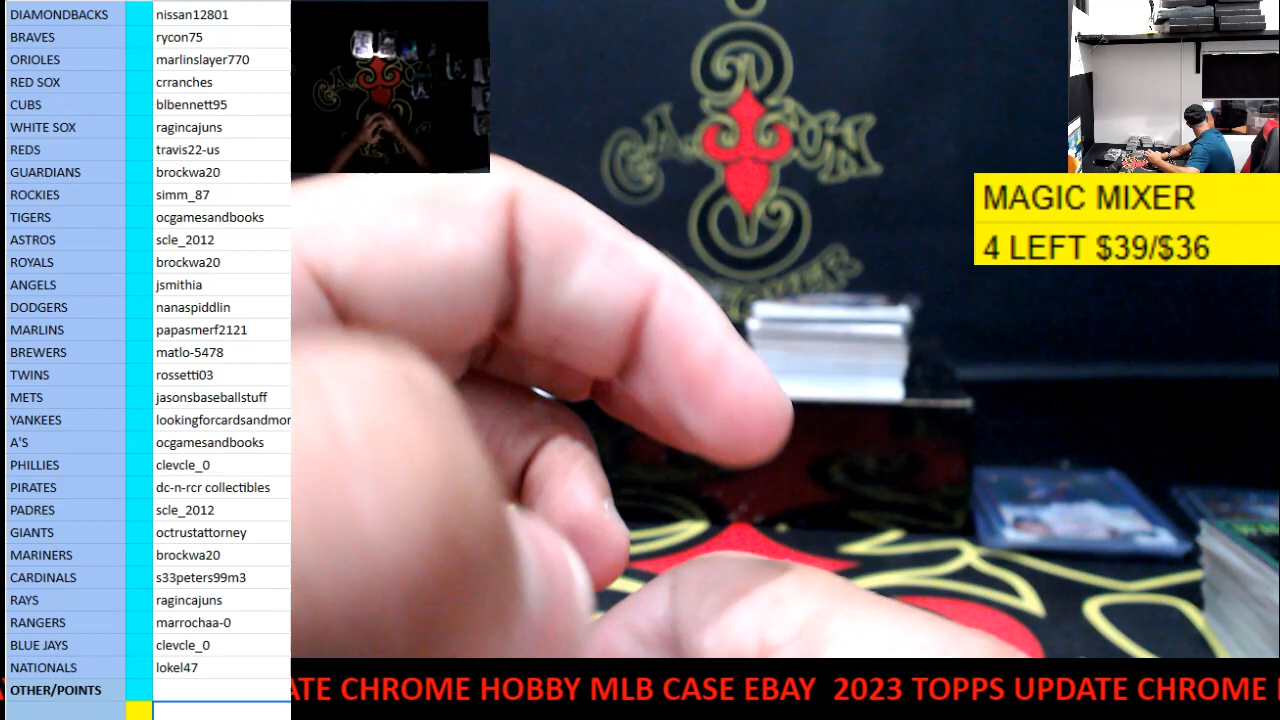 DIAMONDBACKS nissan12801
BRAVES rycon75
ORIOLES marlinslayer770
RED SOX crranches
CUBS blbennett95
WHITE SOX ragincajuns
REDS travis22-us
GUARDIANS brockwa20
ROCKIES simm_87
TIGERS ocgamesandbooks
ASTROS scle_2012
ROYALS brockwa20
ANGELS jsmithia
DODGERS nanaspiddlin
MARLINS papasmerf2121
BREWERS matlo-5478
TWINS rossetti03
METS jasonsbaseballstuff
YANKEES lookingforcardsandmor
A'S ocgamesandbooks
PHILLIES clevcle_0
PIRATES dc-n-rcr collectibles
PADRES scle_2012
GIANTS octrustattorney
MARINERS brockwa20
CARDINALS s33peters99m3
RAYS ragincajuns
RANGERS marrochaa-0
BLUE JAYS clevcle_0
NATIONALS lokel47
OTHER/POINTS
MAGIC MIXER
4 LEFT $39/$36
ATE CHROME HOBBY MLB CASE EBAY 2023 TOPPS UPDATE CHROME